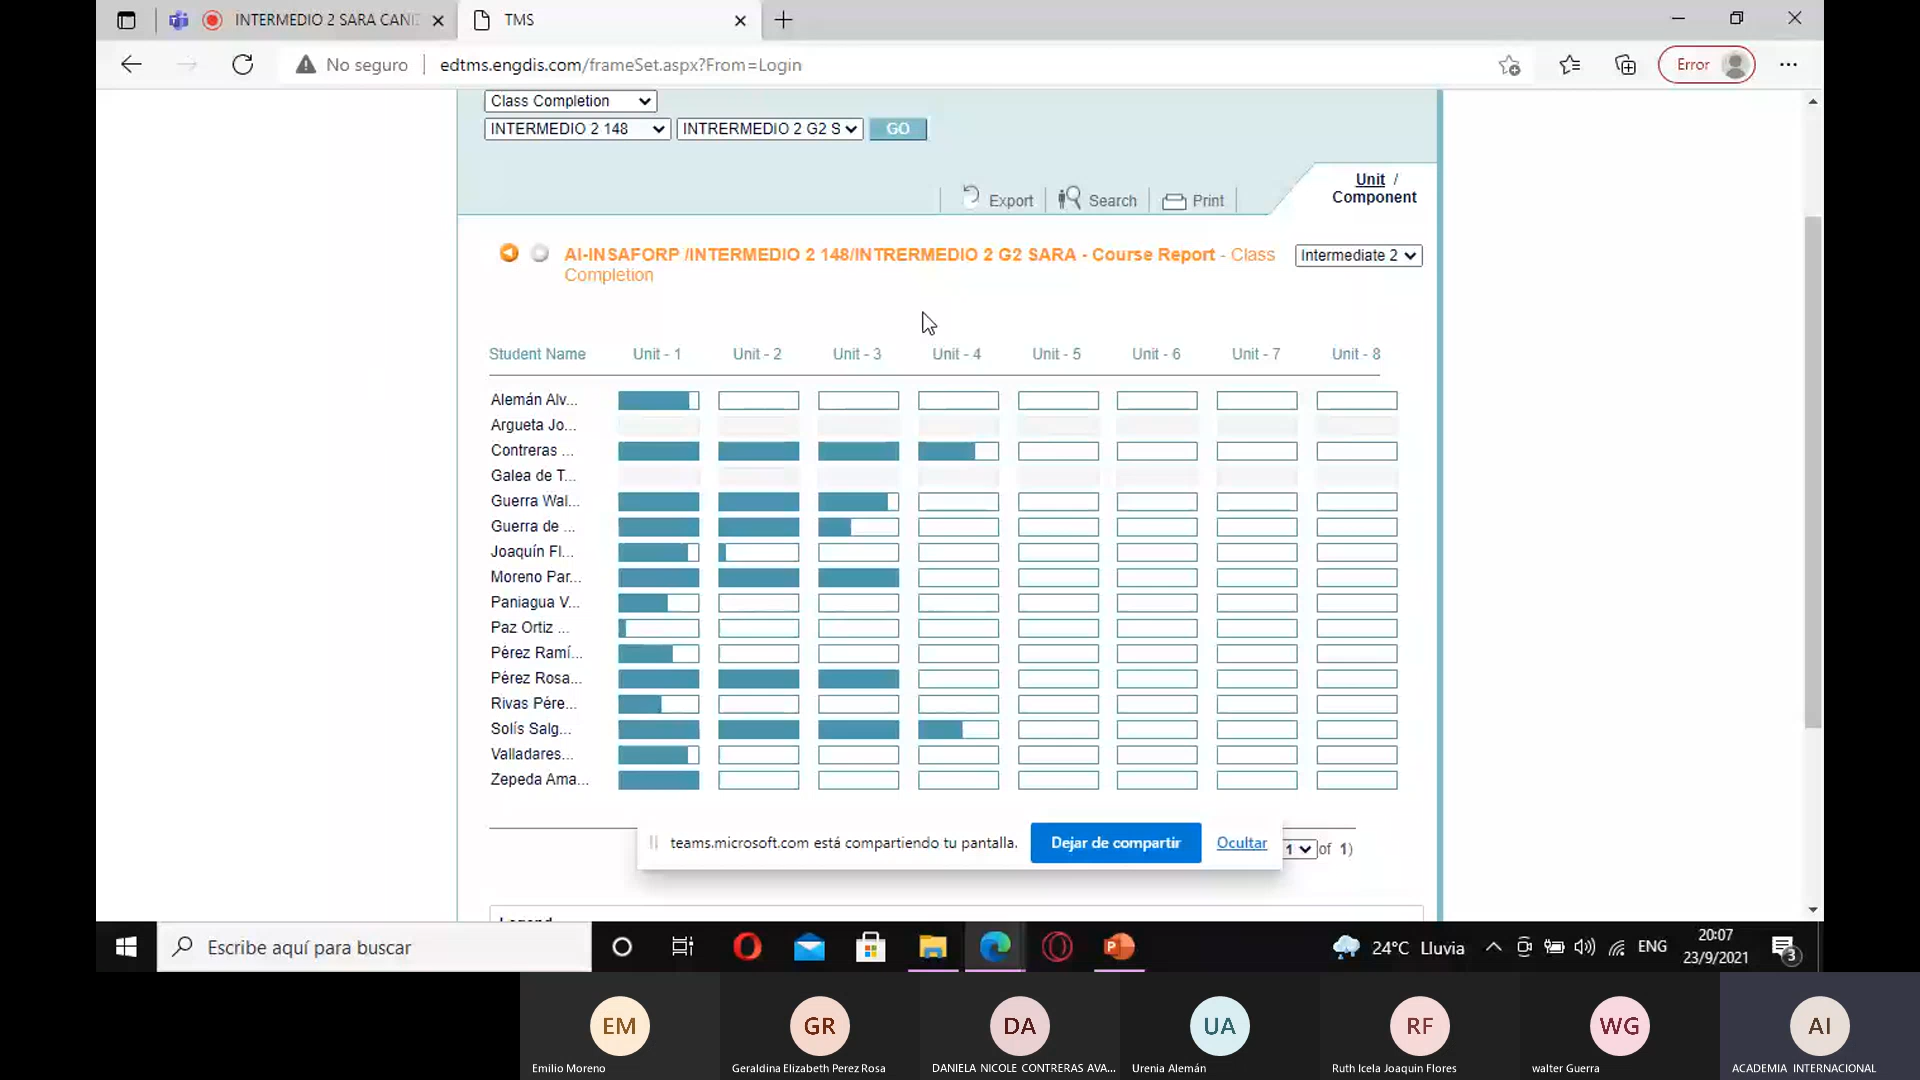 INTERMEDIO 2 SARA CANI
TMS
No seguro
edtms.engdis.com/frameSet.aspx?From=Login
Error
Class Completion
INTERMEDIO 2 148
INTRERMEDIO 2 G2 S
GO
Export
Search
Print
Unit /
Component
AI-INSAFORP /INTERMEDIO 2 148/INTRERMEDIO 2 G2 SARA - Course Report - Class
Completion
Intermediate 2
Student Name Unit - 1 Unit - 2 Unit - 3 Unit - 4 Unit - 5 Unit - 6 Unit - 7 Unit - 8
Alemán Alv...
Argueta Jo...
Contreras ...
Galea de T...
Guerra Wal...
Guerra de ...
Joaquín Fl...
Moreno Par...
Paniagua V...
Paz Ortiz ...
Pérez Ramí...
Pérez Rosa...
Rivas Pére...
Solís Salg...
Valladares...
Zepeda Ama...
teams.microsoft.com está compartiendo tu pantalla.
Dejar de compartir
Ocultar
1 of 1)
Legend
Escribe aquí para buscar
24°C Lluvia
ENG
20:07
23/9/2021
3
EM
Emilio Moreno
GR
Geraldina Elizabeth Perez Rosa
DA
DANIELA NICOLE CONTRERAS AVA...
UA
Urenia Alemán
RF
Ruth Icela Joaquin Flores
WG
walter Guerra
AI
ACADEMIA INTERNACIONAL